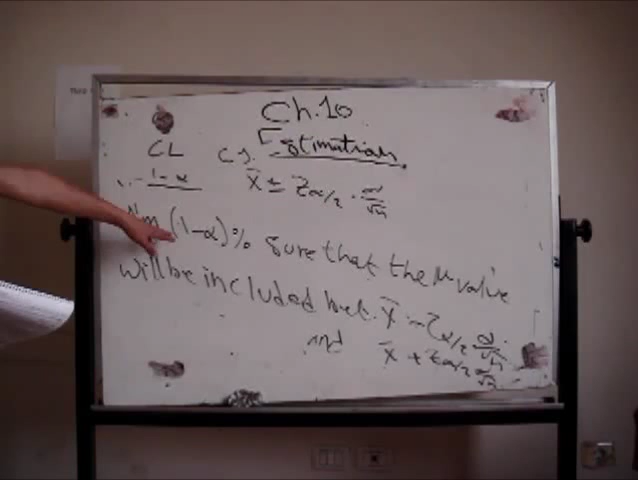 Ch.10
Estimation.
CL C.I.
1-α x̄ ± Zα/2 · σ/√n
I'm (1-α)% sure that the μ value
will be included bet. x̄ - Zα/2 σ/√n.
and x̄ + Zα/2 σ/√n